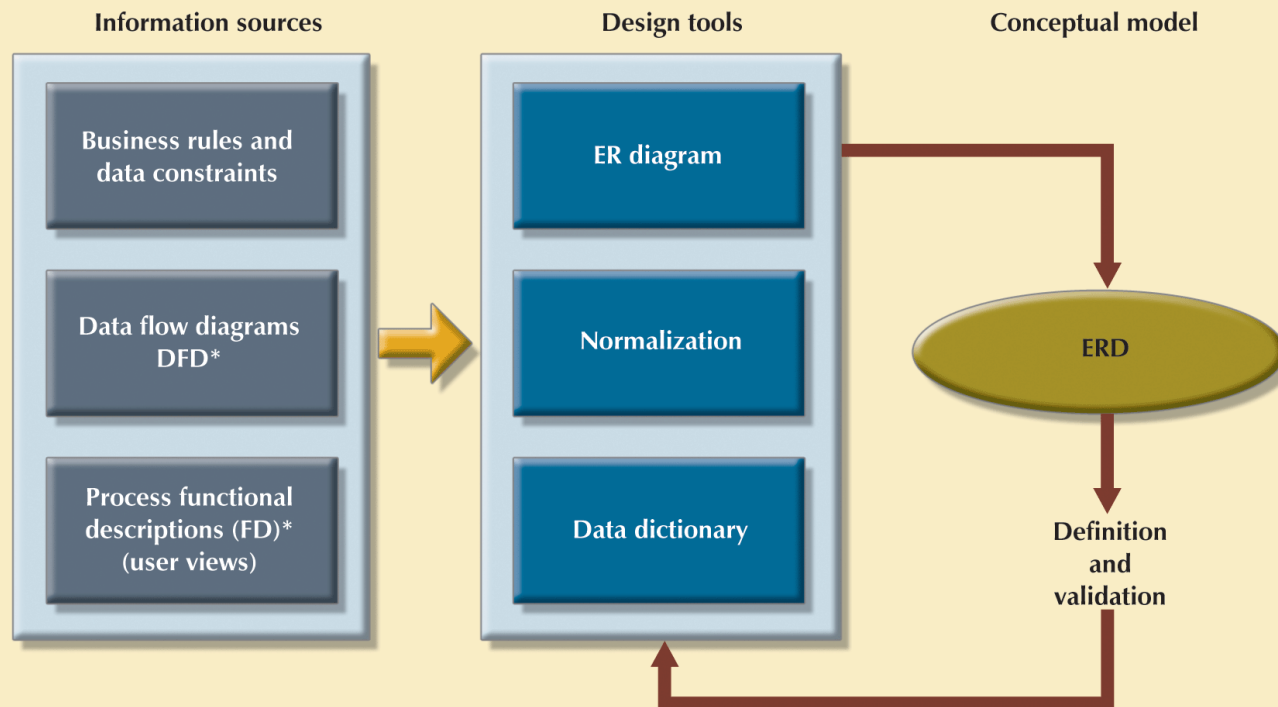 Information sources
Design tools
Conceptual model
Business rules and
data constraints
Data flow diagrams
DFD*
Process functional
descriptions (FD)*
(user views)
ER diagram
Normalization
Data dictionary
ERD
Definition
and
validation